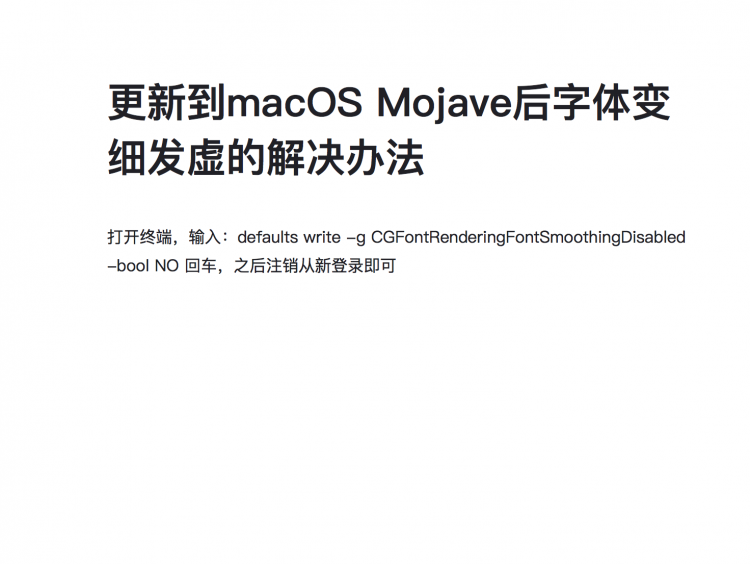 更新到macOS Mojave后字体变
细发虚的解决办法
打开终端，输入：defaults write -g CGFontRenderingFontSmoothingDisabled
-bool NO 回车，之后注销从新登录即可